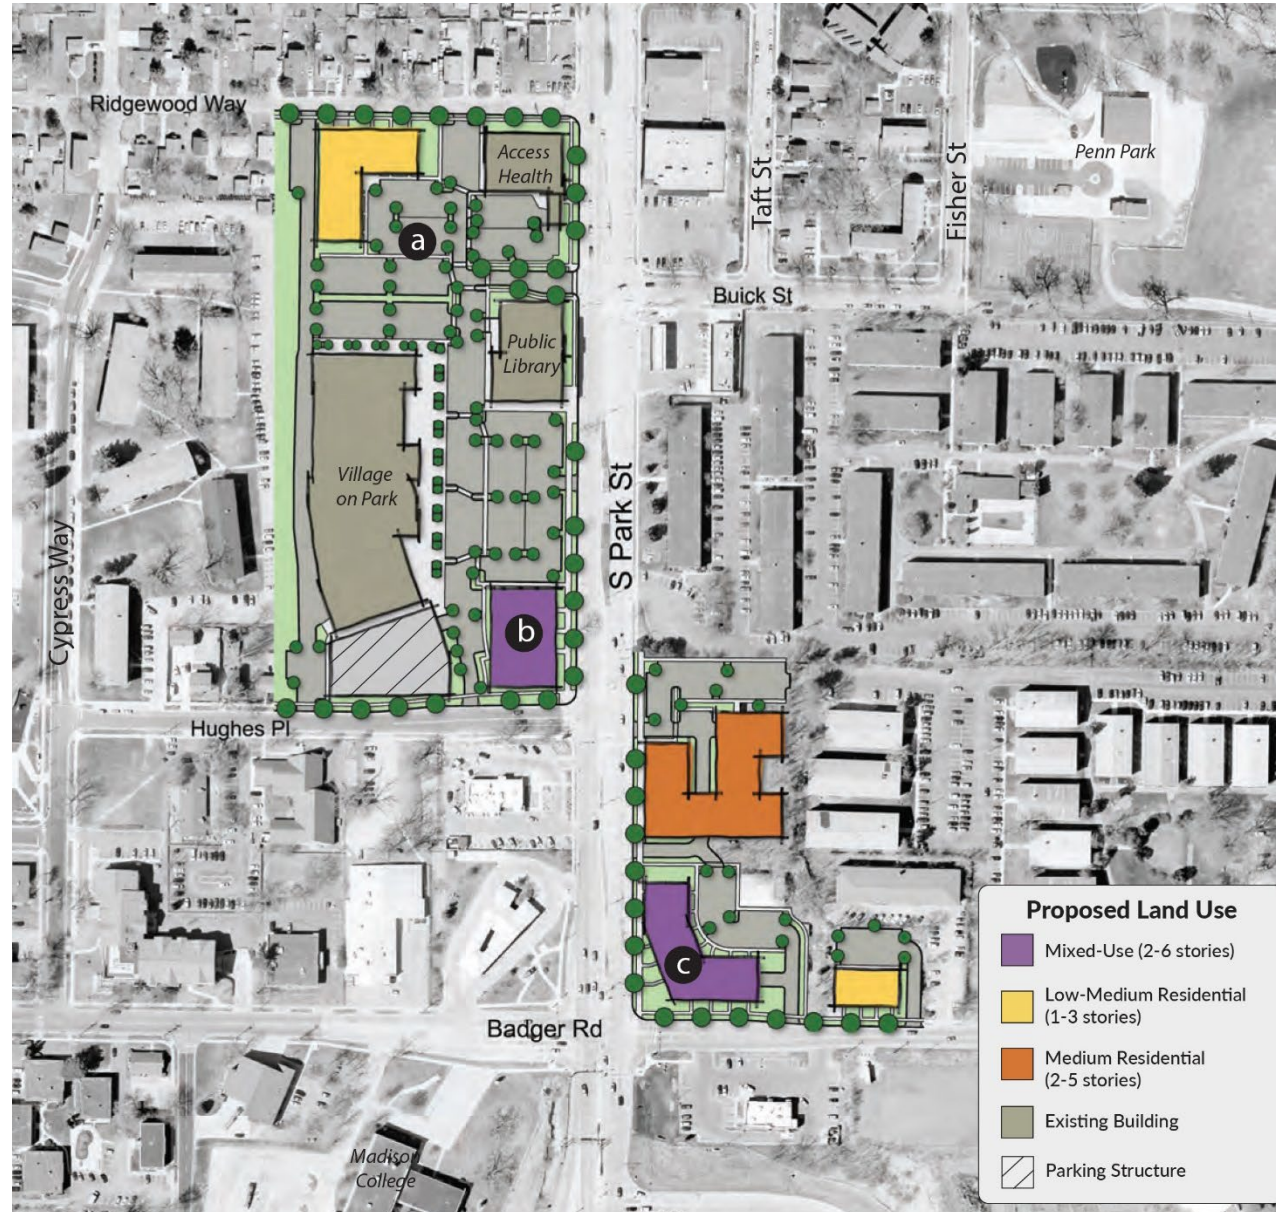 Ridgewood Way
Access
Health
Taft St
Fisher St
Penn Park
a
Buick St
Public
Library
Village
on Park
S Park St
Cypress Way
b
Hughes Pl
c
Badger Rd
Madison
College
Proposed Land Use
Mixed-Use (2-6 stories)
Low-Medium Residential
(1-3 stories)
Medium Residential
(2-5 stories)
Existing Building
Parking Structure